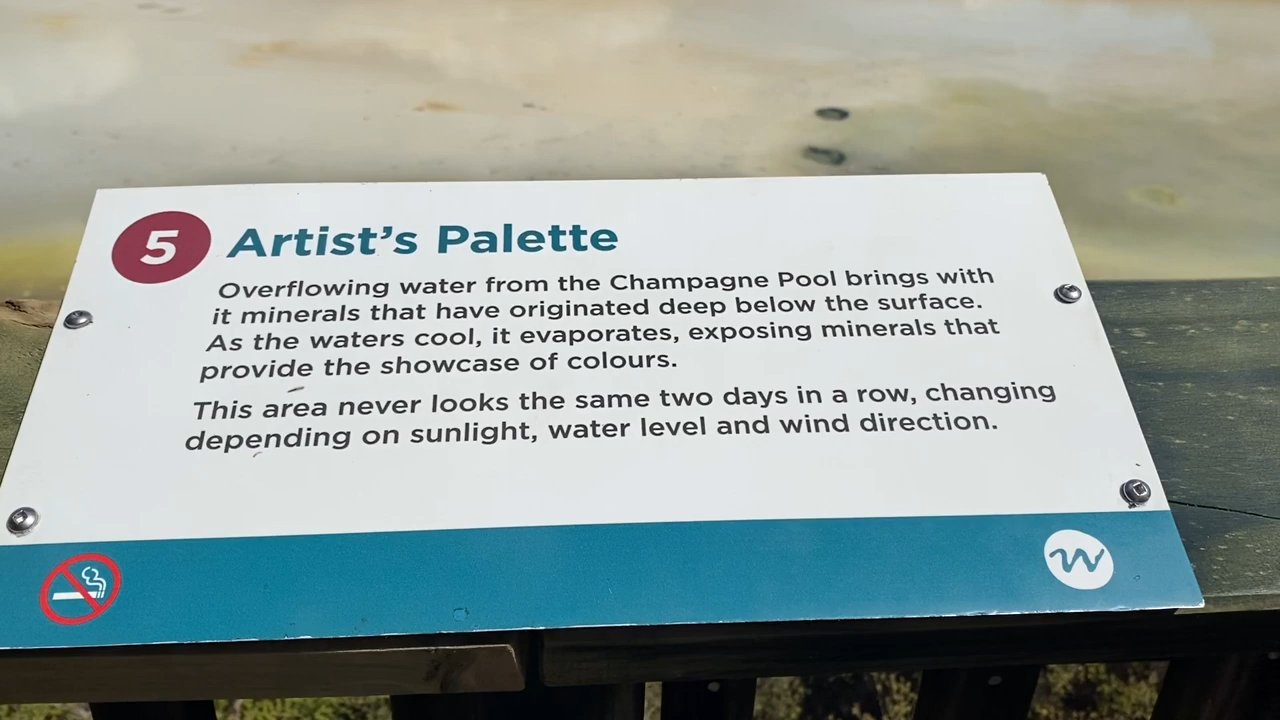 5 Artist's Palette
Overflowing water from the Champagne Pool brings with
it minerals that have originated deep below the surface.
As the waters cool, it evaporates, exposing minerals that
provide the showcase of colours.
This area never looks the same two days in a row, changing
depending on sunlight, water level and wind direction.
w